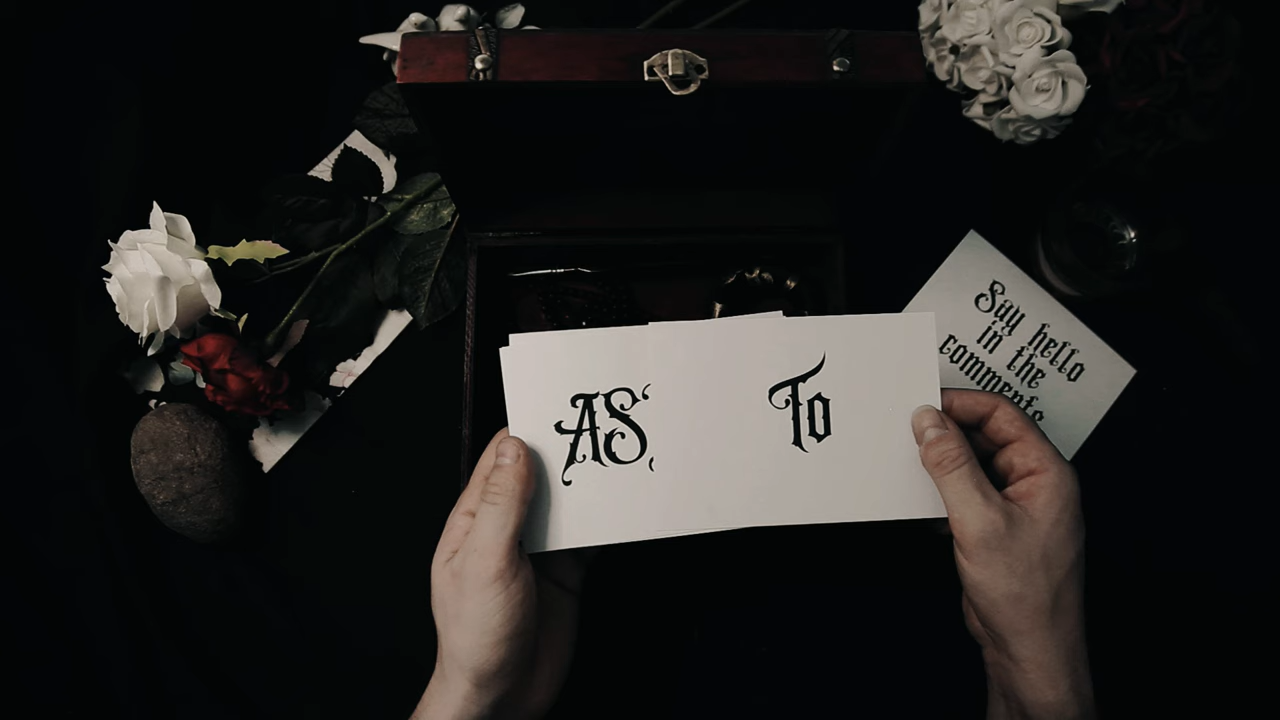 AS
To
Say hello
in the
comments